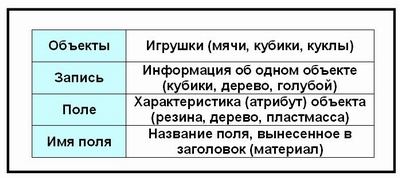 Объекты
Игрушки (мячи, кубики, куклы)
Запись
Информация об одном объекте
(кубики, дерево, голубой)
Поле
Характеристика (атрибут) объекта
(резина, дерево, пластмасса)
Имя поля
Название поля, вынесенное в
заголовок (материал)